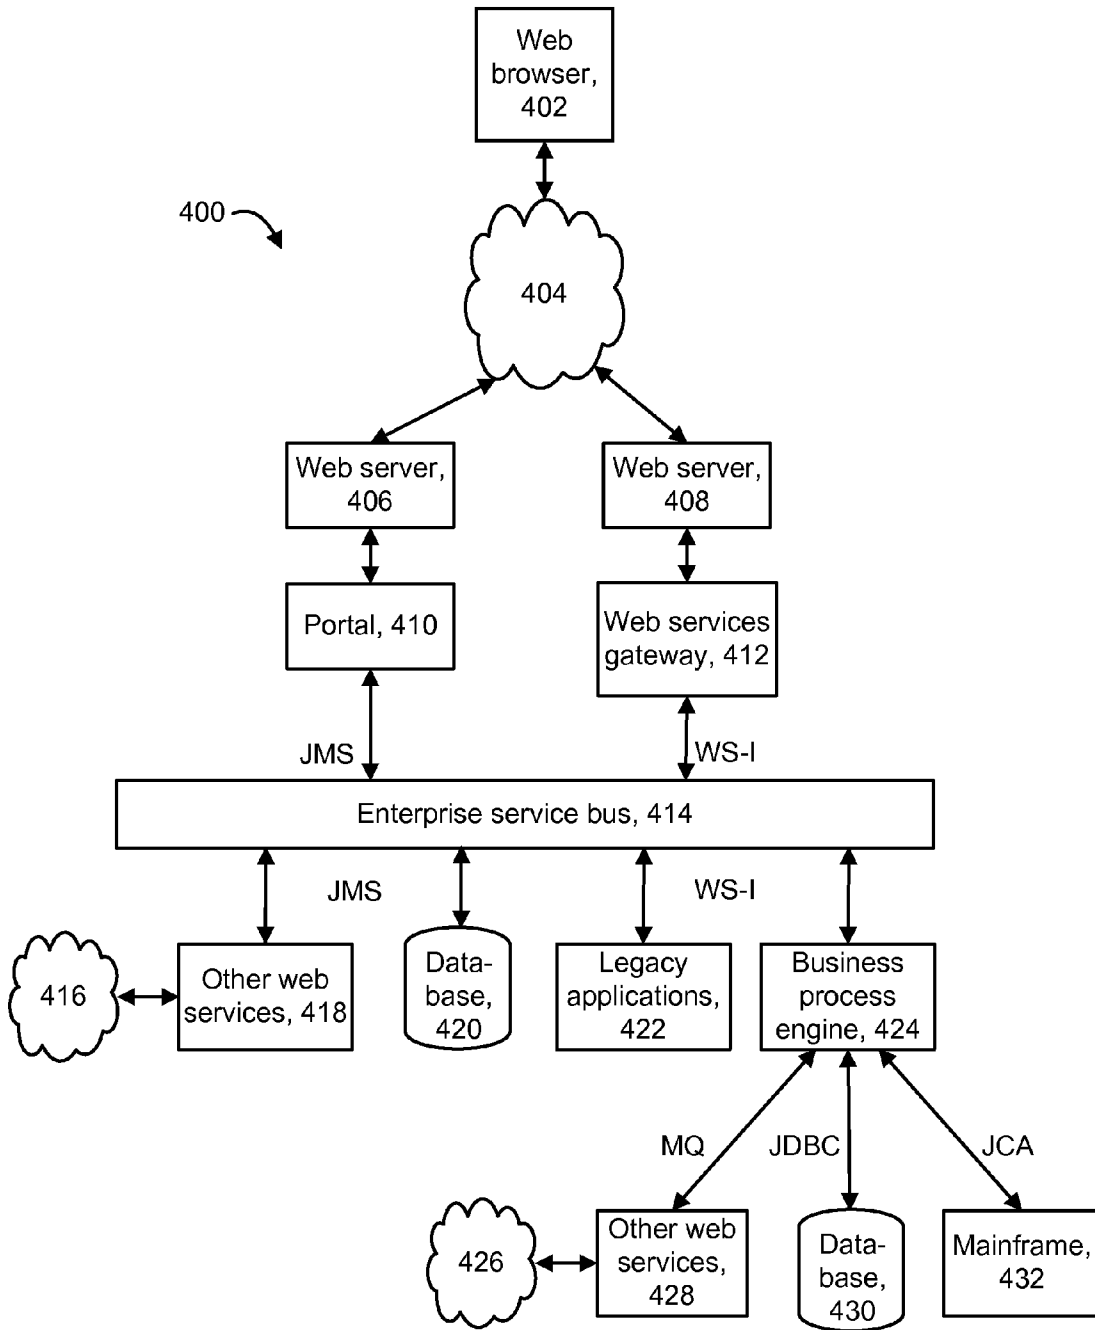 Web
browser,
402
400
404
Web server,
406
Web server,
408
Portal, 410
Web services
gateway, 412
JMS
WS-I
Enterprise service bus, 414
JMS
WS-I
416
Other web
services, 418
Data-
base,
420
Legacy
applications,
422
Business
process
engine, 424
MQ
JDBC
JCA
426
Other web
services,
428
Data-
base,
430
Mainframe,
432